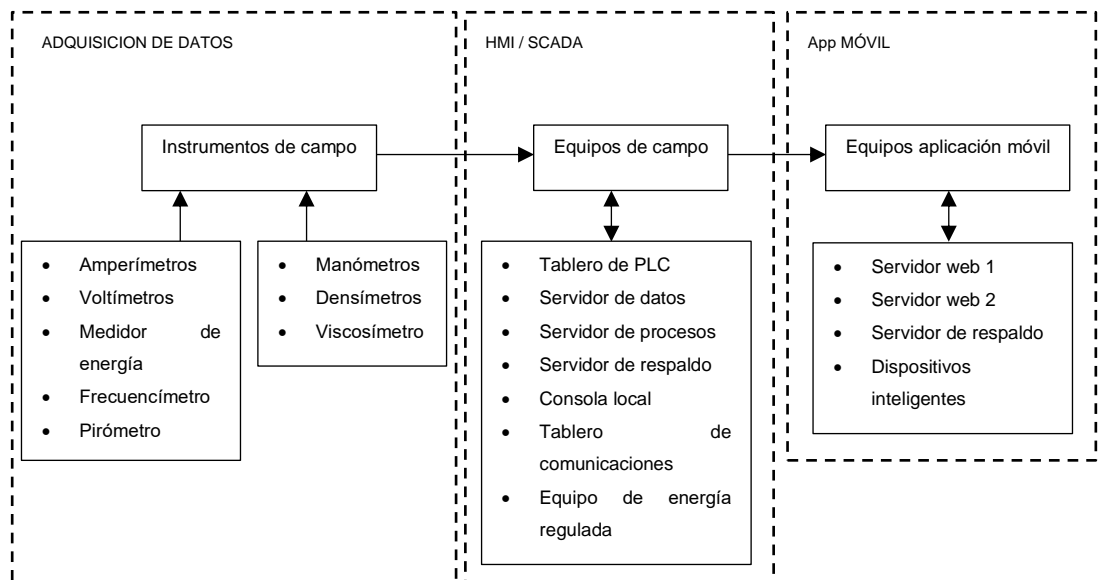 ADQUISICION DE DATOS
Instrumentos de campo
• Amperímetros
• Voltímetros
• Medidor de
energía
• Frecuencímetro
• Pirómetro
• Manómetros
• Densímetros
• Viscosímetro
HMI / SCADA
Equipos de campo
• Tablero de PLC
• Servidor de datos
• Servidor de procesos
• Servidor de respaldo
• Consola local
• Tablero de
comunicaciones
• Equipo de energía
regulada
App MÓVIL
Equipos aplicación móvil
• Servidor web 1
• Servidor web 2
• Servidor de respaldo
• Dispositivos
inteligentes